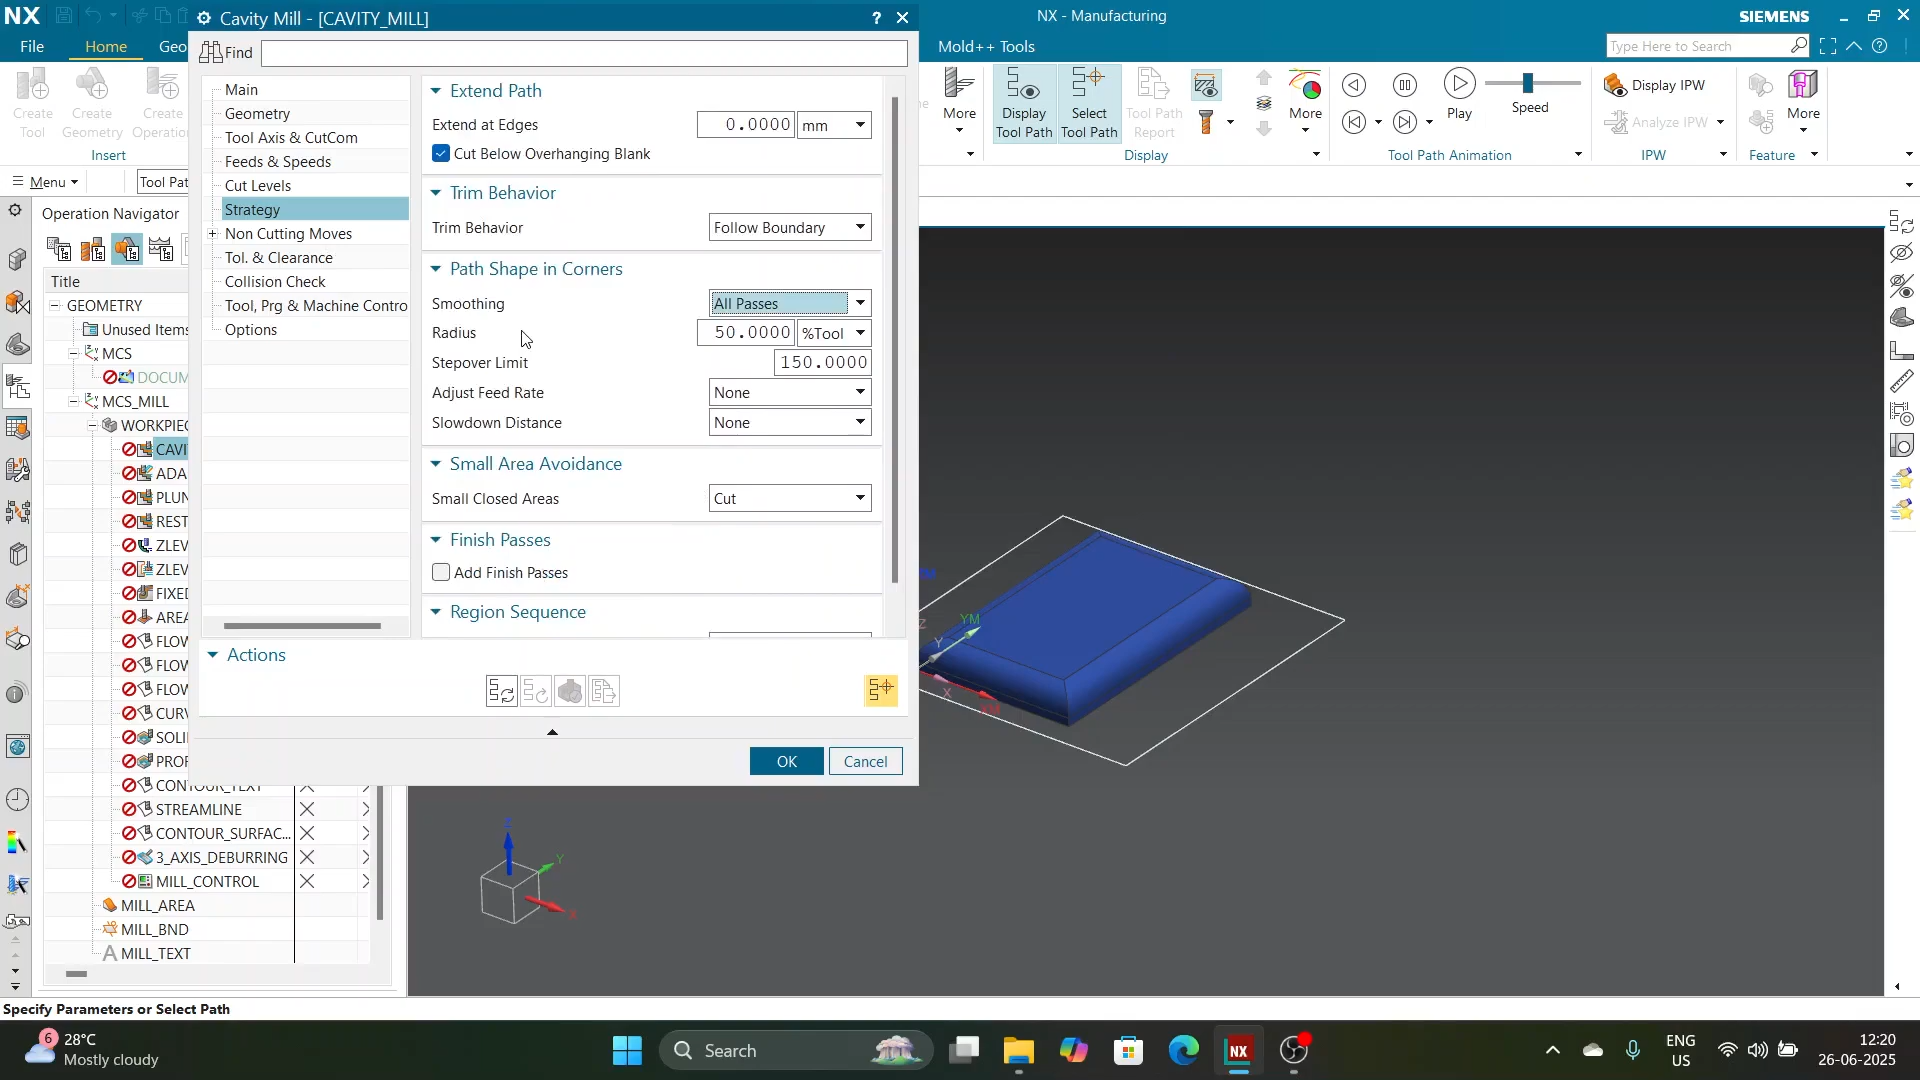 NX
Cavity Mill - [CAVITY_MILL]
?
NX - Manufacturing
SIEMENS
File
Home
Geo
Mold++ Tools
Type Here to Search
Find
Create Tool
Create Geometry
Create Operatio
Insert
More
Display Tool Path
Select Tool Path
Tool Path Report
More
Display
Play
Speed
Tool Path Animation
Display IPW
Analyze IPW
IPW
More
Feature
Menu
Tool Pat
Operation Navigator
Title
GEOMETRY
Unused Items
MCS
DOCUM
MCS_MILL
WORKPIEC
CAVI
ADA
PLUN
REST
ZLEV
ZLEV
FIXED
AREA
FLOW
FLOW
FLOW
CURV
SOLI
PROF
CONTOUR_TEXT
STREAMLINE
CONTOUR_SURFAC...
3_AXIS_DEBURRING
MILL_CONTROL
MILL_AREA
MILL_BND
MILL_TEXT
Main
Geometry
Tool Axis & CutCom
Feeds & Speeds
Cut Levels
Strategy
Non Cutting Moves
Tol. & Clearance
Collision Check
Tool, Prg & Machine Contro
Options
Extend Path
Extend at Edges 0.0000 mm
Cut Below Overhanging Blank
Trim Behavior
Trim Behavior Follow Boundary
Path Shape in Corners
Smoothing All Passes
Radius 50.0000 %Tool
Stepover Limit 150.0000
Adjust Feed Rate None
Slowdown Distance None
Small Area Avoidance
Small Closed Areas Cut
Finish Passes
Add Finish Passes
Region Sequence
Actions
OK
Cancel
YM
Z
Y
X
XM
Z
Y
X
Specify Parameters or Select Path
6
28°C
Mostly cloudy
Search
NX
ENG
US
12:20
26-06-2025